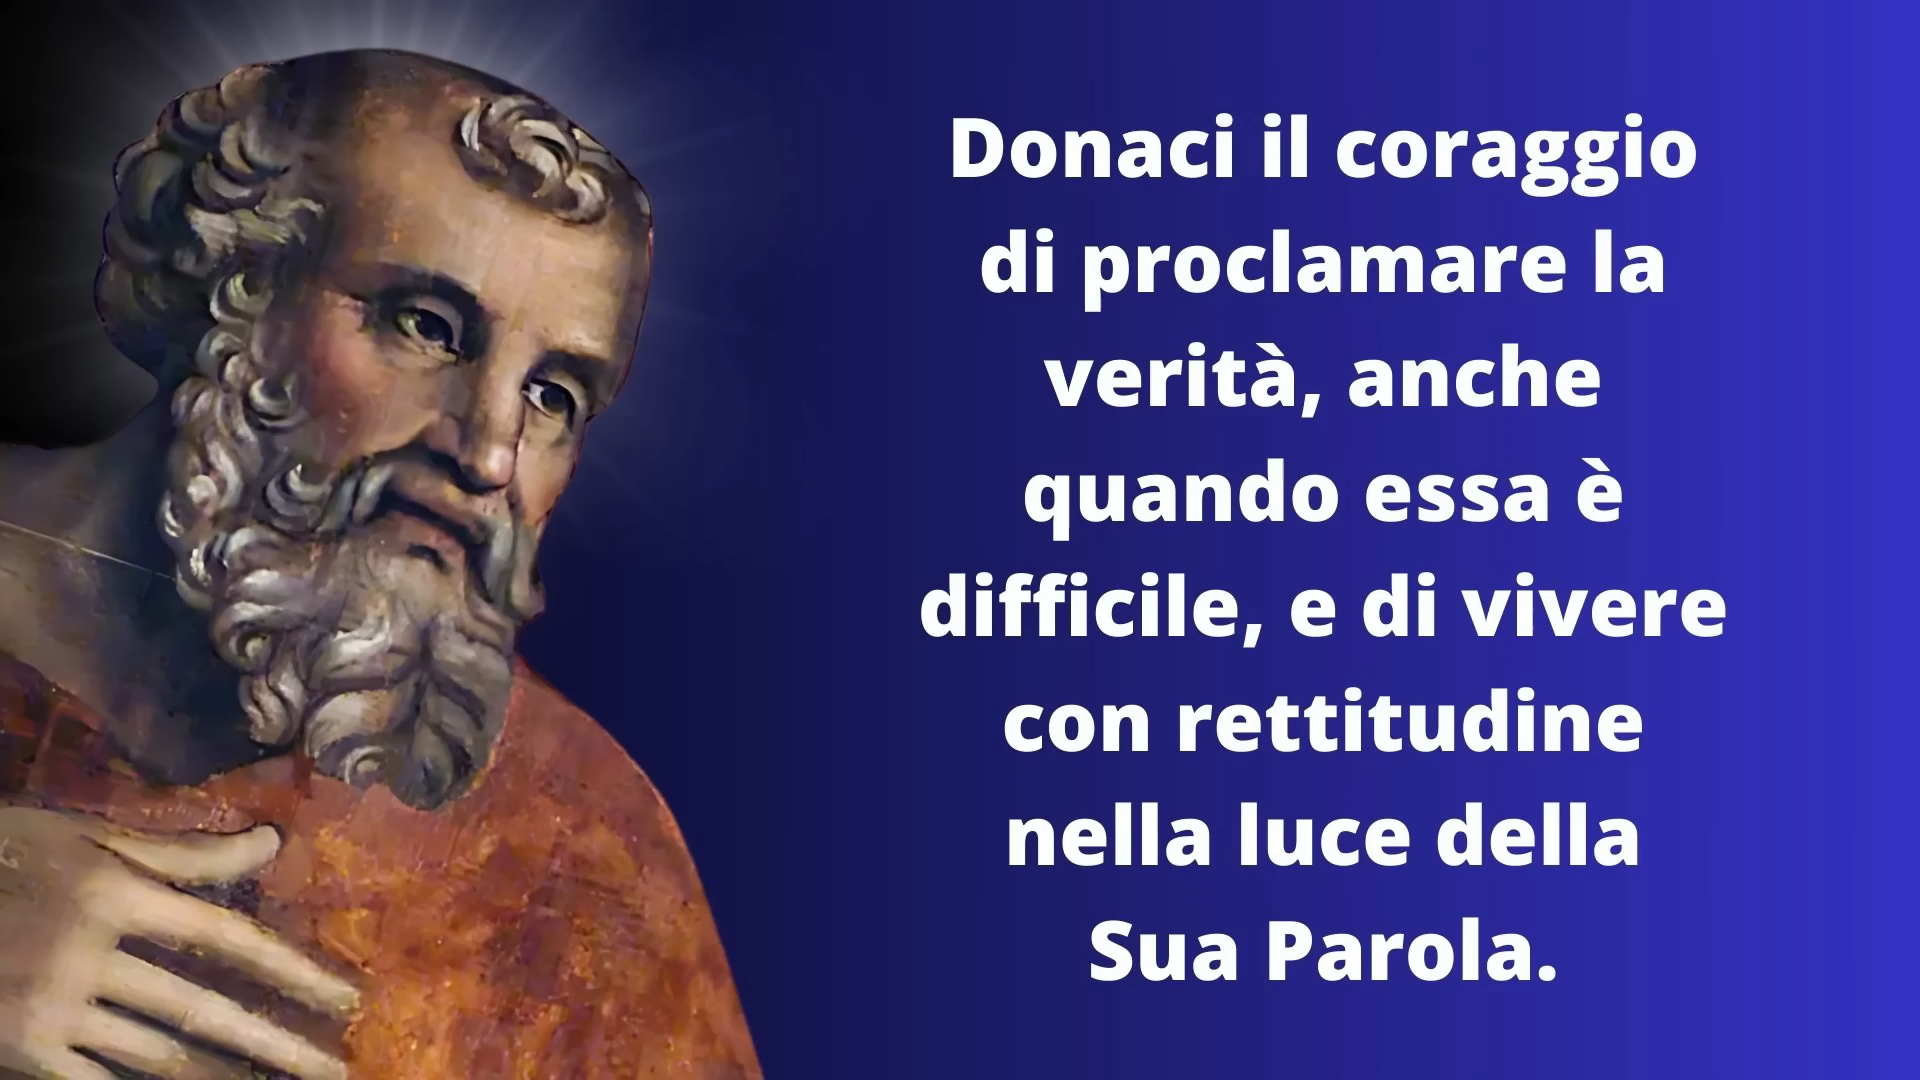 Donaci il coraggio
di proclamare la
verità, anche
quando essa è
difficile, e di vivere
con rettitudine
nella luce della
Sua Parola.